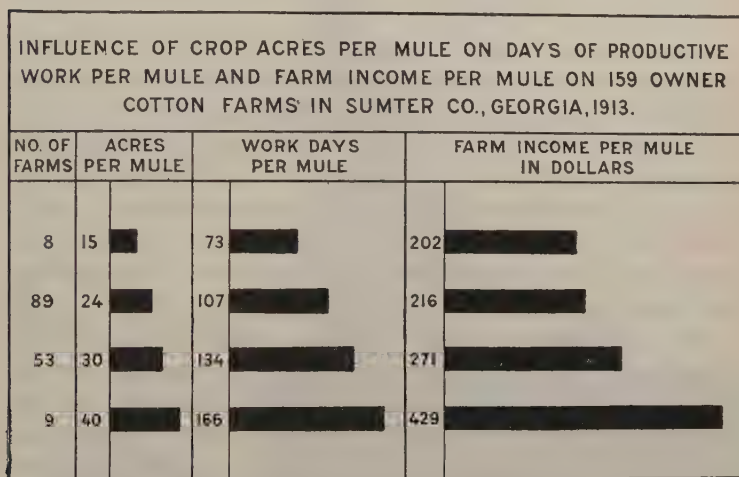 INFLUENCE OF CROP ACRES PER MULE ON DAYS OF PRODUCTIVE
WORK PER MULE AND FARM INCOME PER MULE ON 159 OWNER
COTTON FARMS IN SUMTER CO., GEORGIA, 1913.
NO. OF FARMS ACRES PER MULE WORK DAYS PER MULE FARM INCOME PER MULE IN DOLLARS
8 15 73 202
89 24 107 216
53 30 134 271
9 40 166 429